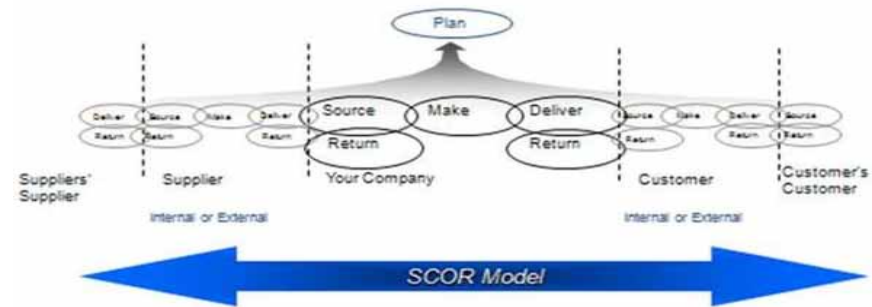 Plan
Deliver Source Make Deliver Source Make Deliver Source Make Deliver Source
Return Return Return Return Return Return Return Return
Suppliers' Supplier Your Company Customer Customer's
Supplier Customer
Internal or External Internal or External
SCOR Model